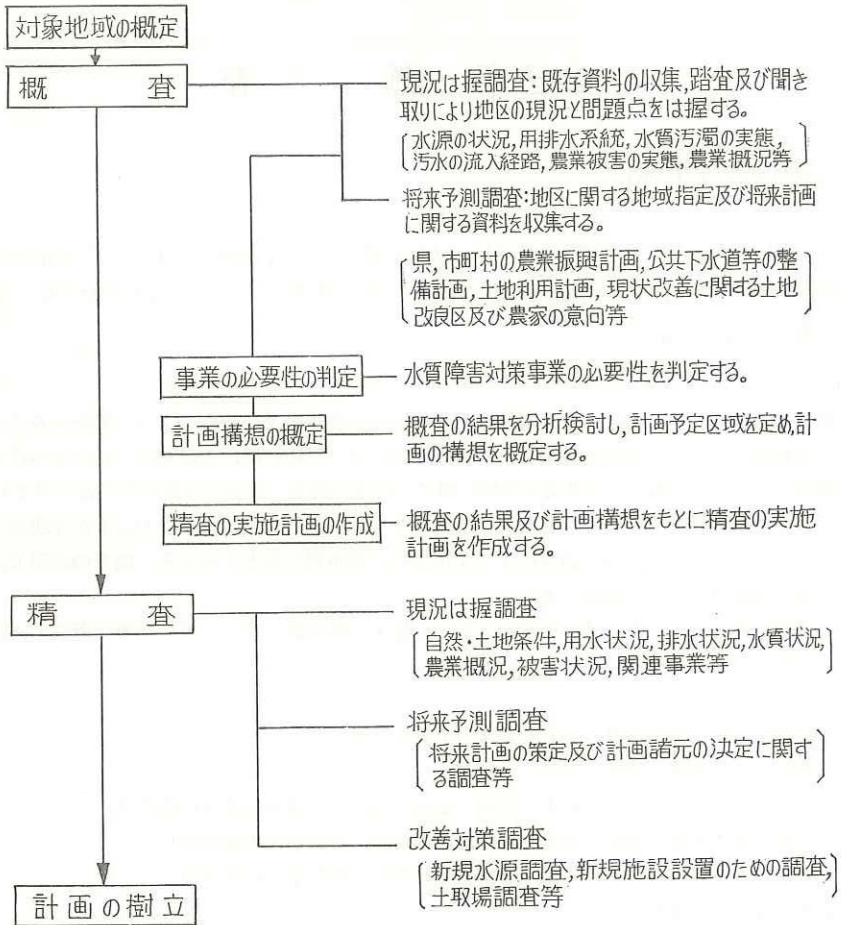 対象地域の概定
概　　　査
現況は握調査：既存資料の収集，踏査及び聞き
取りにより地区の現況と問題点をは握する。
水源の状況，用排水系統，水質汚濁の実態，
汚水の流入経路，農業被害の実態，農業概況等
将来予測調査：地区に関する地域指定及び将来計画
に関する資料を収集する。
県，市町村の農業振興計画，公共下水道等の整
備計画，土地利用計画，現状改善に関する土地
改良区及び農家の意向等
事業の必要性の判定
水質障害対策事業の必要性を判定する。
計画構想の概定
概査の結果を分析検討し，計画予定区域を定め，計
画の構想を概定する。
精査の実施計画の作成
概査の結果及び計画構想をもとに精査の実施
計画を作成する。
精　　　査
現況は握調査
自然・土地条件，用水状況，排水状況，水質状況，
農業概況，被害状況，関連事業等
将来予測調査
将来計画の策定及び計画諸元の決定に関す
る調査等
改善対策調査
新規水源調査，新規施設設置のための調査，
土取場調査等
計画の樹立